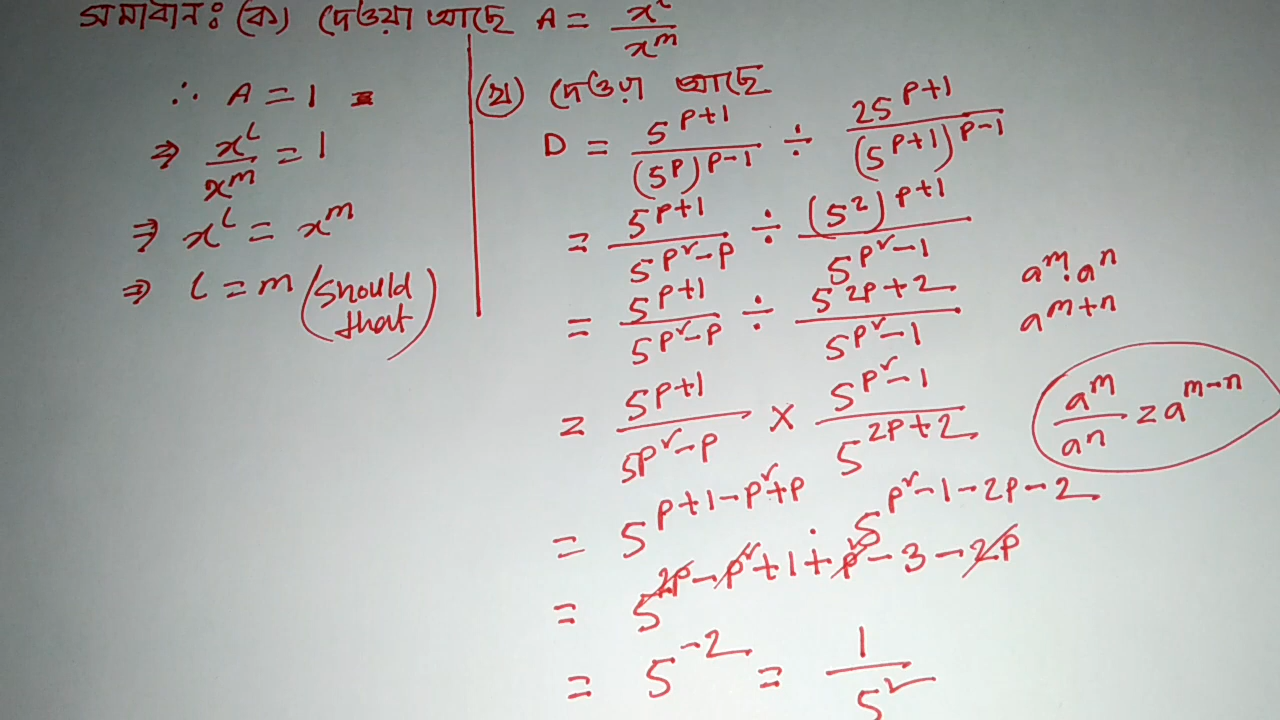 সমাধানঃ (ক) দেওয়া আছে A = x^L / x^m
∴ A = 1
⇒ x^L / x^m = 1
⇒ x^L = x^m
⇒ L = m (should that)
(খ) দেওয়া আছে
D = 5^(p+1) / (5^p)^(p-1) ÷ 25^(p+1) / (5^(p+1))^(p-1)
= 5^(p+1) / 5^(p²-p) ÷ (5^2)^(p+1) / 5^(p²-1)
= 5^(p+1) / 5^(p²-p) ÷ 5^(2p+2) / 5^(p²-1)
= 5^(p+1) / 5^(p²-p) × 5^(p²-1) / 5^(2p+2)
= 5^(p+1-p²+p) . 5^(p²-1-2p-2)
= 5^(2p-p²+1+p²-3-2p)
= 5^(-2) = 1 / 5²
a^m . a^n
a^(m+n)
a^m / a^n = a^(m-n)